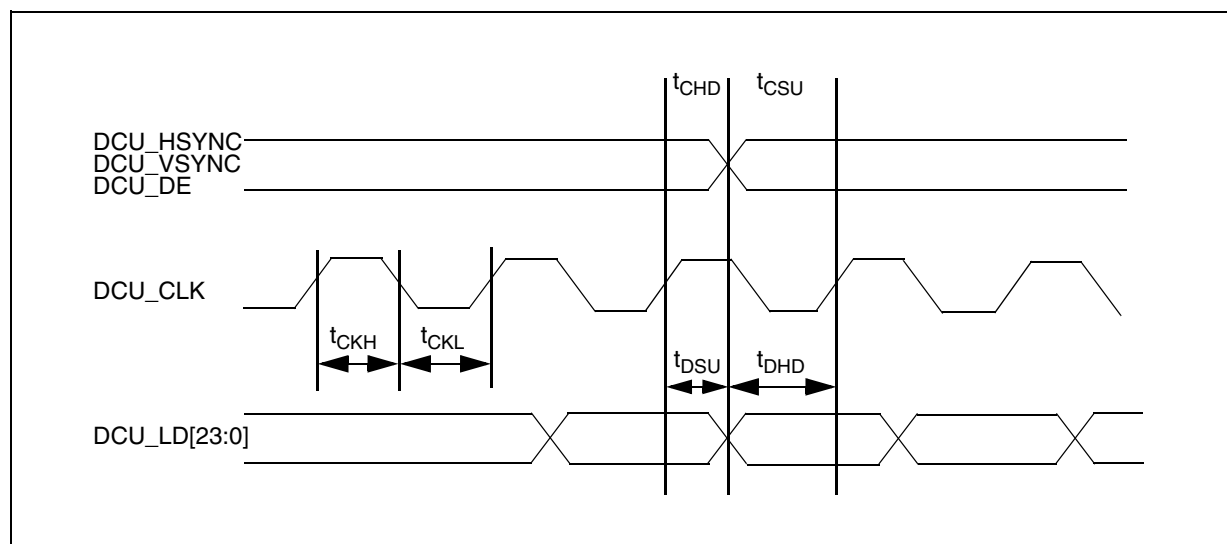 tCHD tCSU
DCU_HSYNC
DCU_VSYNC
DCU_DE
DCU_CLK
tCKH tCKL
tDSU tDHD
DCU_LD[23:0]